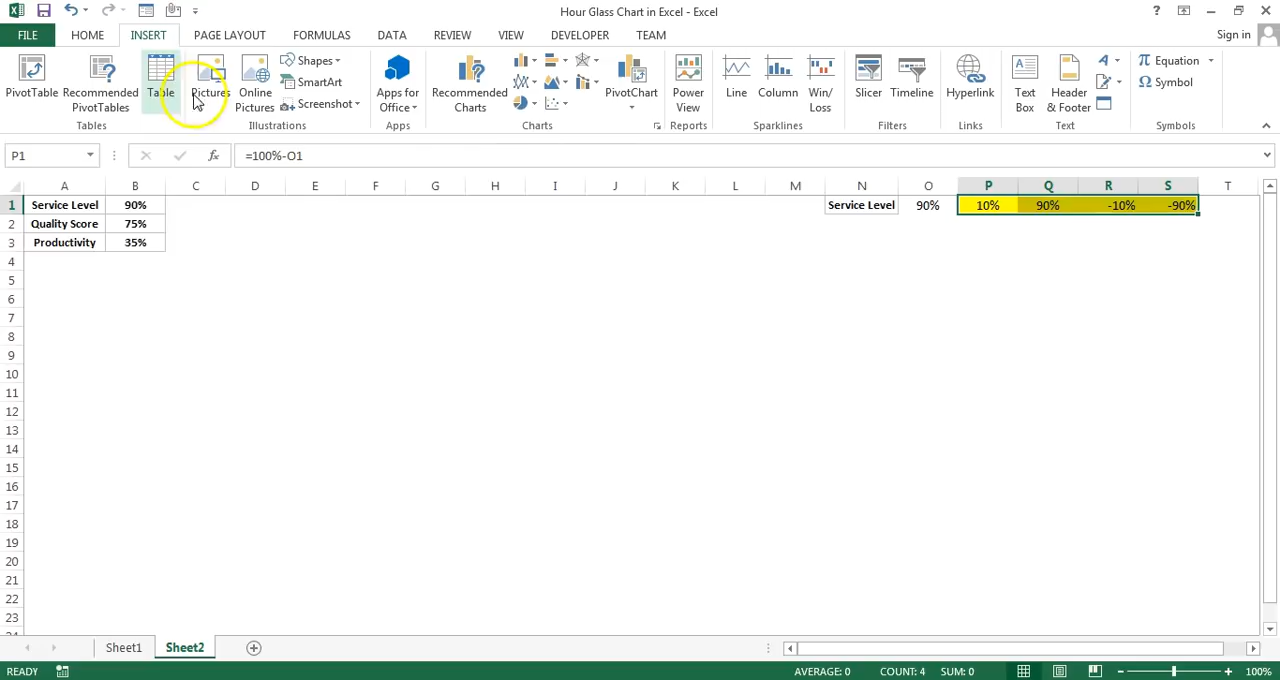 Hour Glass Chart in Excel - Excel
?
FILE HOME INSERT PAGE LAYOUT FORMULAS DATA REVIEW VIEW DEVELOPER TEAM Sign in
PivotTable Recommended PivotTables Table Pictures Online Pictures Shapes SmartArt Screenshot Apps for Office Recommended Charts PivotChart Power View Line Column Win/Loss Slicer Timeline Hyperlink Text Box Header & Footer Equation Symbol
Tables Illustrations Apps Charts Reports Sparklines Filters Links Text Symbols
P1 fx =100%-O1
A B C D E F G H I J K L M N O P Q R S T
1 Service Level 90% Service Level 90% 10% 90% -10% -90%
2 Quality Score 75%
3 Productivity 35%
4
5
6
7
8
9
10
11
12
13
14
15
16
17
18
19
20
21
22
23
24
Sheet1 Sheet2
READY AVERAGE: 0 COUNT: 4 SUM: 0 100%